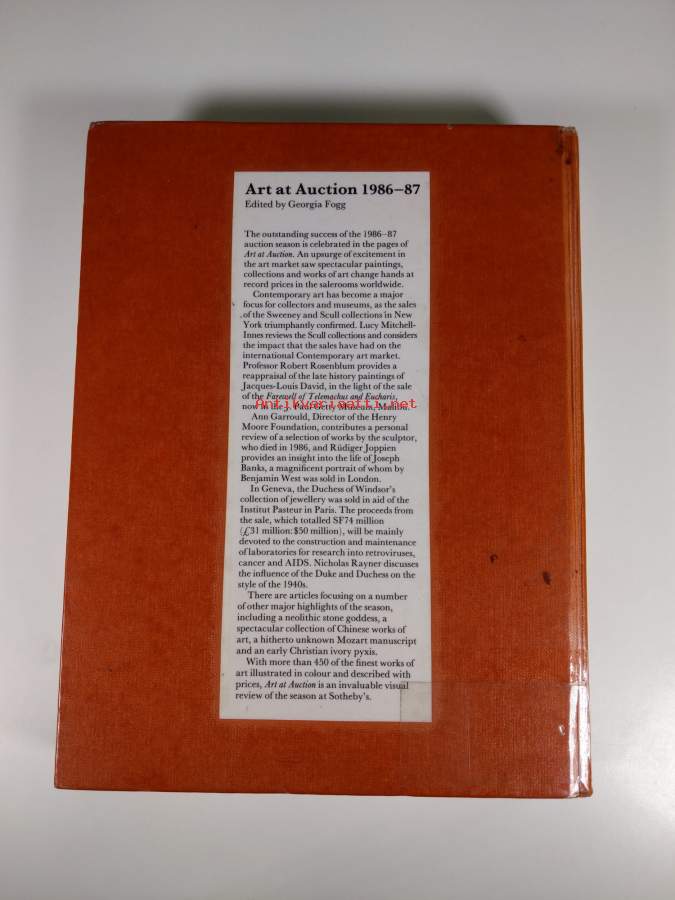 Art at Auction 1986–87
Edited by Georgia Fogg
The outstanding success of the 1986–87
auction season is celebrated in the pages of
Art at Auction. An upsurge of excitement in
the art market saw spectacular paintings,
collections and works of art change hands at
record prices in the salerooms worldwide.
Contemporary art has become a major
focus for collectors and museums, as the sales
of the Sweeney and Scull collections in New
York triumphantly confirmed. Lucy Mitchell-
Innes reviews the Scull collections and considers
the impact that the sales have had on the
international Contemporary art market.
Professor Robert Rosenblum provides a
reappraisal of the late history paintings of
Jacques-Louis David, in the light of the sale
of the Farewell of Telemachus and Eucharis,
Antikvariaatti.net
now in the J. Paul Getty Museum, Malibu.
Ann Garrould, Director of the Henry
Moore Foundation, contributes a personal
review of a selection of works by the sculptor,
who died in 1986, and Rüdiger Joppien
provides an insight into the life of Joseph
Banks, a magnificent portrait of whom by
Benjamin West was sold in London.
In Geneva, the Duchess of Windsor's
collection of jewellery was sold in aid of the
Institut Pasteur in Paris. The proceeds from
the sale, which totalled SF74 million
(£31 million: $50 million), will be mainly
devoted to the construction and maintenance
of laboratories for research into retroviruses,
cancer and AIDS. Nicholas Rayner discusses
the influence of the Duke and Duchess on the
style of the 1940s.
There are articles focusing on a number
of other major highlights of the season,
including a neolithic stone goddess, a
spectacular collection of Chinese works of
art, a hitherto unknown Mozart manuscript
and an early Christian ivory pyxis.
With more than 450 of the finest works of
art illustrated in colour and described with
prices, Art at Auction is an invaluable visual
review of the season at Sotheby's.